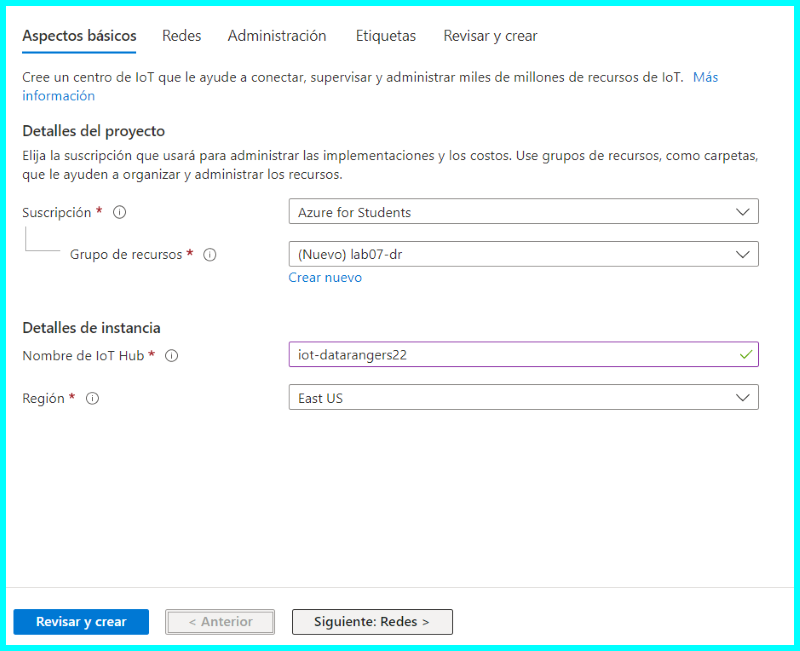 Aspectos básicos Redes Administración Etiquetas Revisar y crear
Cree un centro de IoT que le ayude a conectar, supervisar y administrar miles de millones de recursos de IoT. Más
información
Detalles del proyecto
Elija la suscripción que usará para administrar las implementaciones y los costos. Use grupos de recursos, como carpetas,
que le ayuden a organizar y administrar los recursos.
Suscripción * Azure for Students
Grupo de recursos * (Nuevo) lab07-dr
Crear nuevo
Detalles de instancia
Nombre de IoT Hub * iot-datarangers22
Región * East US
Revisar y crear < Anterior Siguiente: Redes >